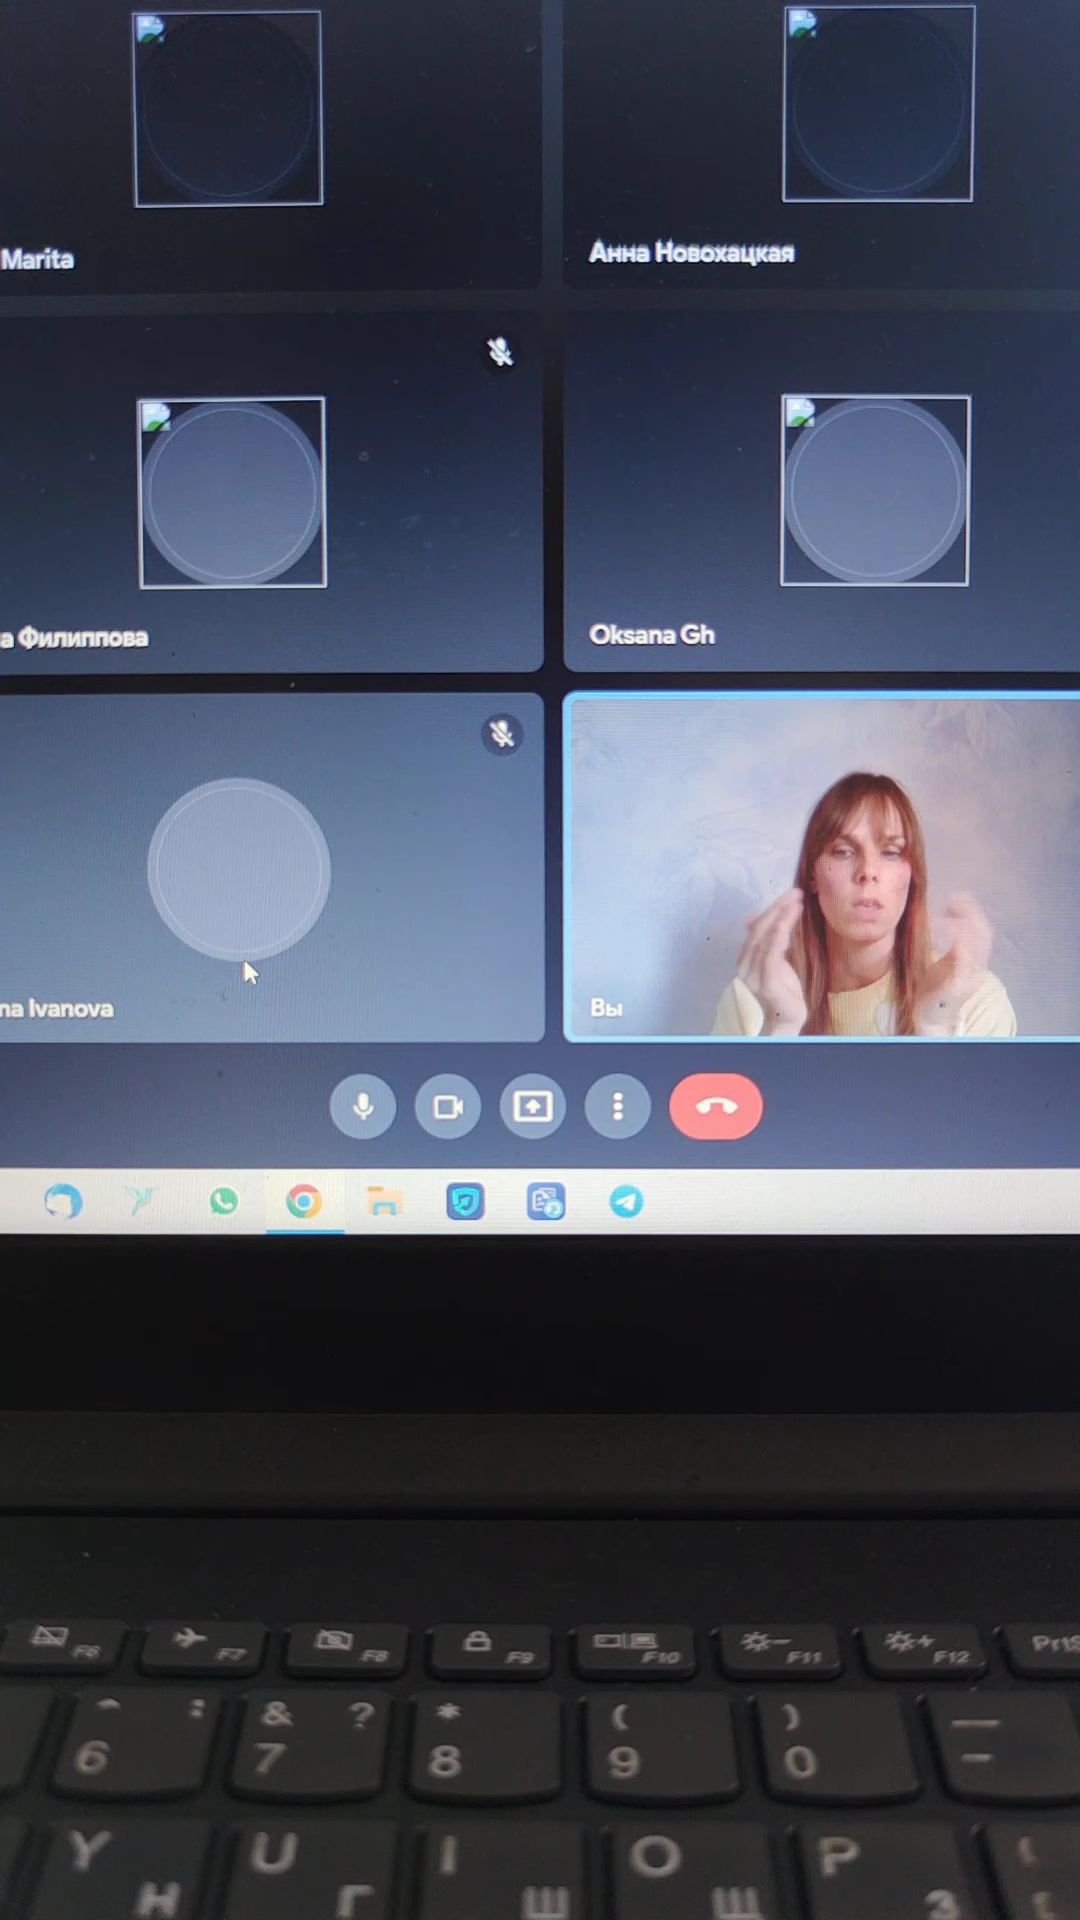 Marita
Анна Новохацкая
а Филиппова
Oksana Gh
na Ivanova
Вы
F6 F7 F8 F9 F10 F11 F12 PrtS
^ : & ? * ( ) —
6 7 8 9 0 -
Y U I O P
Н Г Ш Щ З